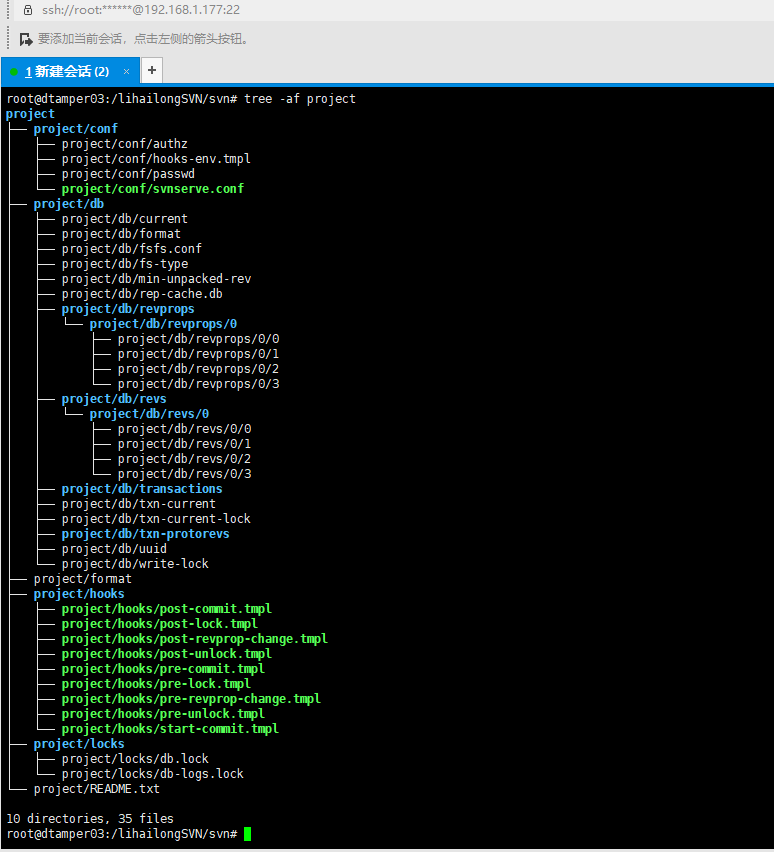 ssh://root:******@192.168.1.177:22
要添加当前会话，点击左侧的箭头按钮。
1 新建会话 (2) × +
root@dtamper03:/lihailongSVN/svn# tree -af project
project
├── project/conf
│   ├── project/conf/authz
│   ├── project/conf/hooks-env.tmpl
│   ├── project/conf/passwd
│   └── project/conf/svnserve.conf
├── project/db
│   ├── project/db/current
│   ├── project/db/format
│   ├── project/db/fsfs.conf
│   ├── project/db/fs-type
│   ├── project/db/min-unpacked-rev
│   ├── project/db/rep-cache.db
│   ├── project/db/revprops
│   │   └── project/db/revprops/0
│   │       ├── project/db/revprops/0/0
│   │       ├── project/db/revprops/0/1
│   │       ├── project/db/revprops/0/2
│   │       └── project/db/revprops/0/3
│   ├── project/db/revs
│   │   └── project/db/revs/0
│   │       ├── project/db/revs/0/0
│   │       ├── project/db/revs/0/1
│   │       ├── project/db/revs/0/2
│   │       └── project/db/revs/0/3
│   ├── project/db/transactions
│   ├── project/db/txn-current
│   ├── project/db/txn-current-lock
│   ├── project/db/txn-protorevs
│   ├── project/db/uuid
│   └── project/db/write-lock
├── project/format
├── project/hooks
│   ├── project/hooks/post-commit.tmpl
│   ├── project/hooks/post-lock.tmpl
│   ├── project/hooks/post-revprop-change.tmpl
│   ├── project/hooks/post-unlock.tmpl
│   ├── project/hooks/pre-commit.tmpl
│   ├── project/hooks/pre-lock.tmpl
│   ├── project/hooks/pre-revprop-change.tmpl
│   ├── project/hooks/pre-unlock.tmpl
│   └── project/hooks/start-commit.tmpl
├── project/locks
│   ├── project/locks/db.lock
│   └── project/locks/db-logs.lock
└── project/README.txt
10 directories, 35 files
root@dtamper03:/lihailongSVN/svn#